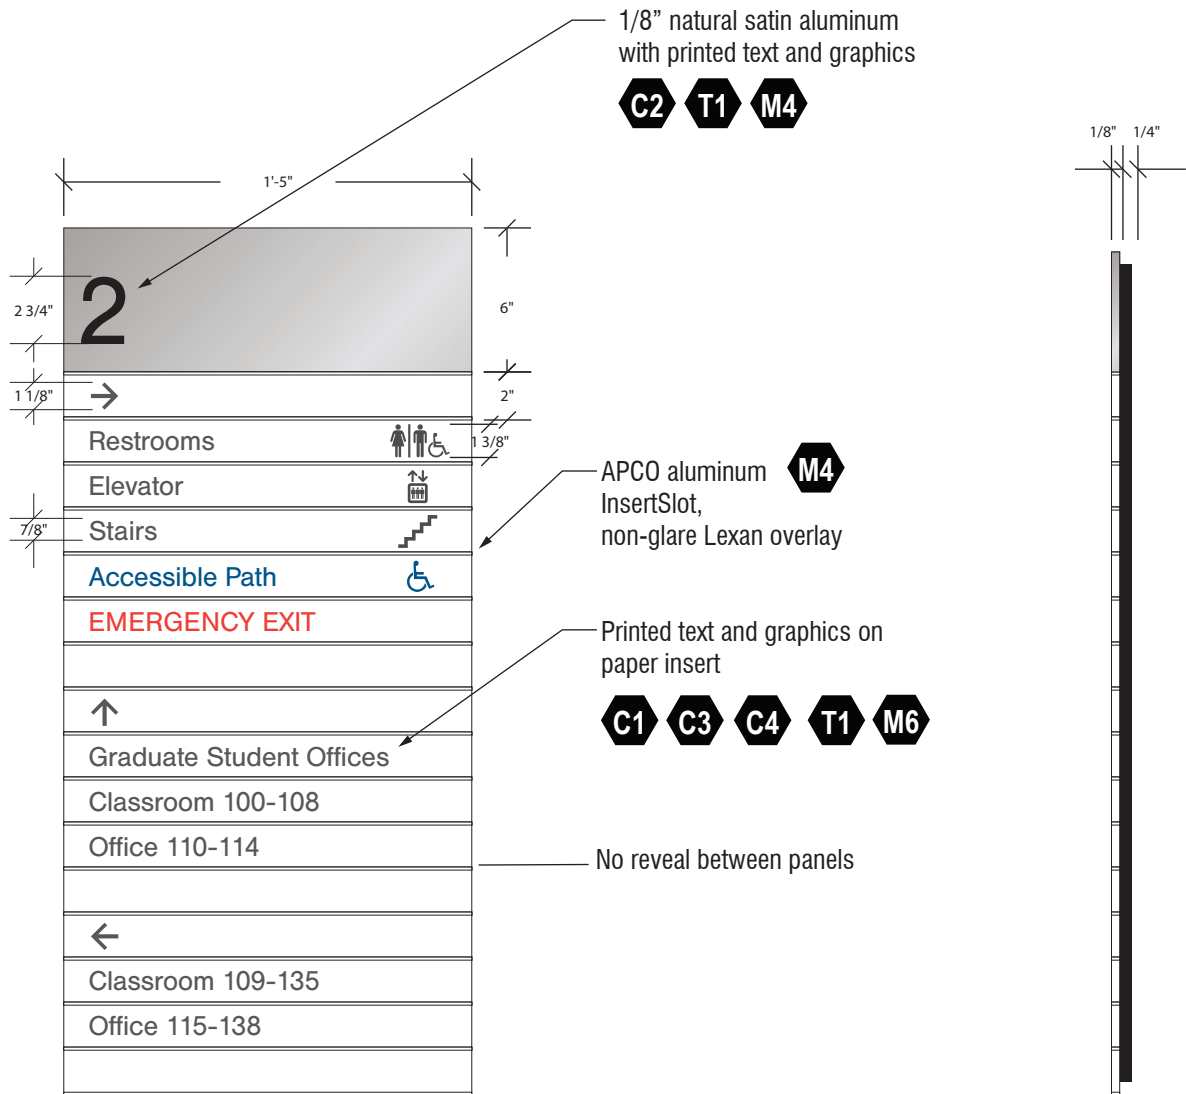 1/8” natural satin aluminum
with printed text and graphics
C2 T1 M4
1/8" 1/4"
1'-5"
2
2 3/4"
6"
1 1/8"
2"
Restrooms
1 3/8"
Elevator
7/8"
Stairs
Accessible Path
EMERGENCY EXIT
Graduate Student Offices
Classroom 100-108
Office 110-114
Classroom 109-135
Office 115-138
APCO aluminum M4
InsertSlot,
non-glare Lexan overlay
Printed text and graphics on
paper insert
C1 C3 C4 T1 M6
No reveal between panels